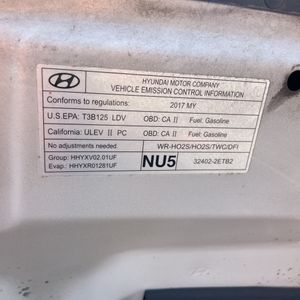 HYUNDAI MOTOR COMPANY
VEHICLE EMISSION CONTROL INFORMATION
Conforms to regulations: 2017 MY
U.S.EPA: T3B125 LDV OBD: CA II Fuel: Gasoline
California: ULEV II PC OBD: CA II Fuel: Gasoline
No adjustments needed. WR-HO2S/HO2S/TWC/DFI
Group: HHYXV02.01UF
Evap.: HHYXR01281UF
NU5
32402-2ETB2